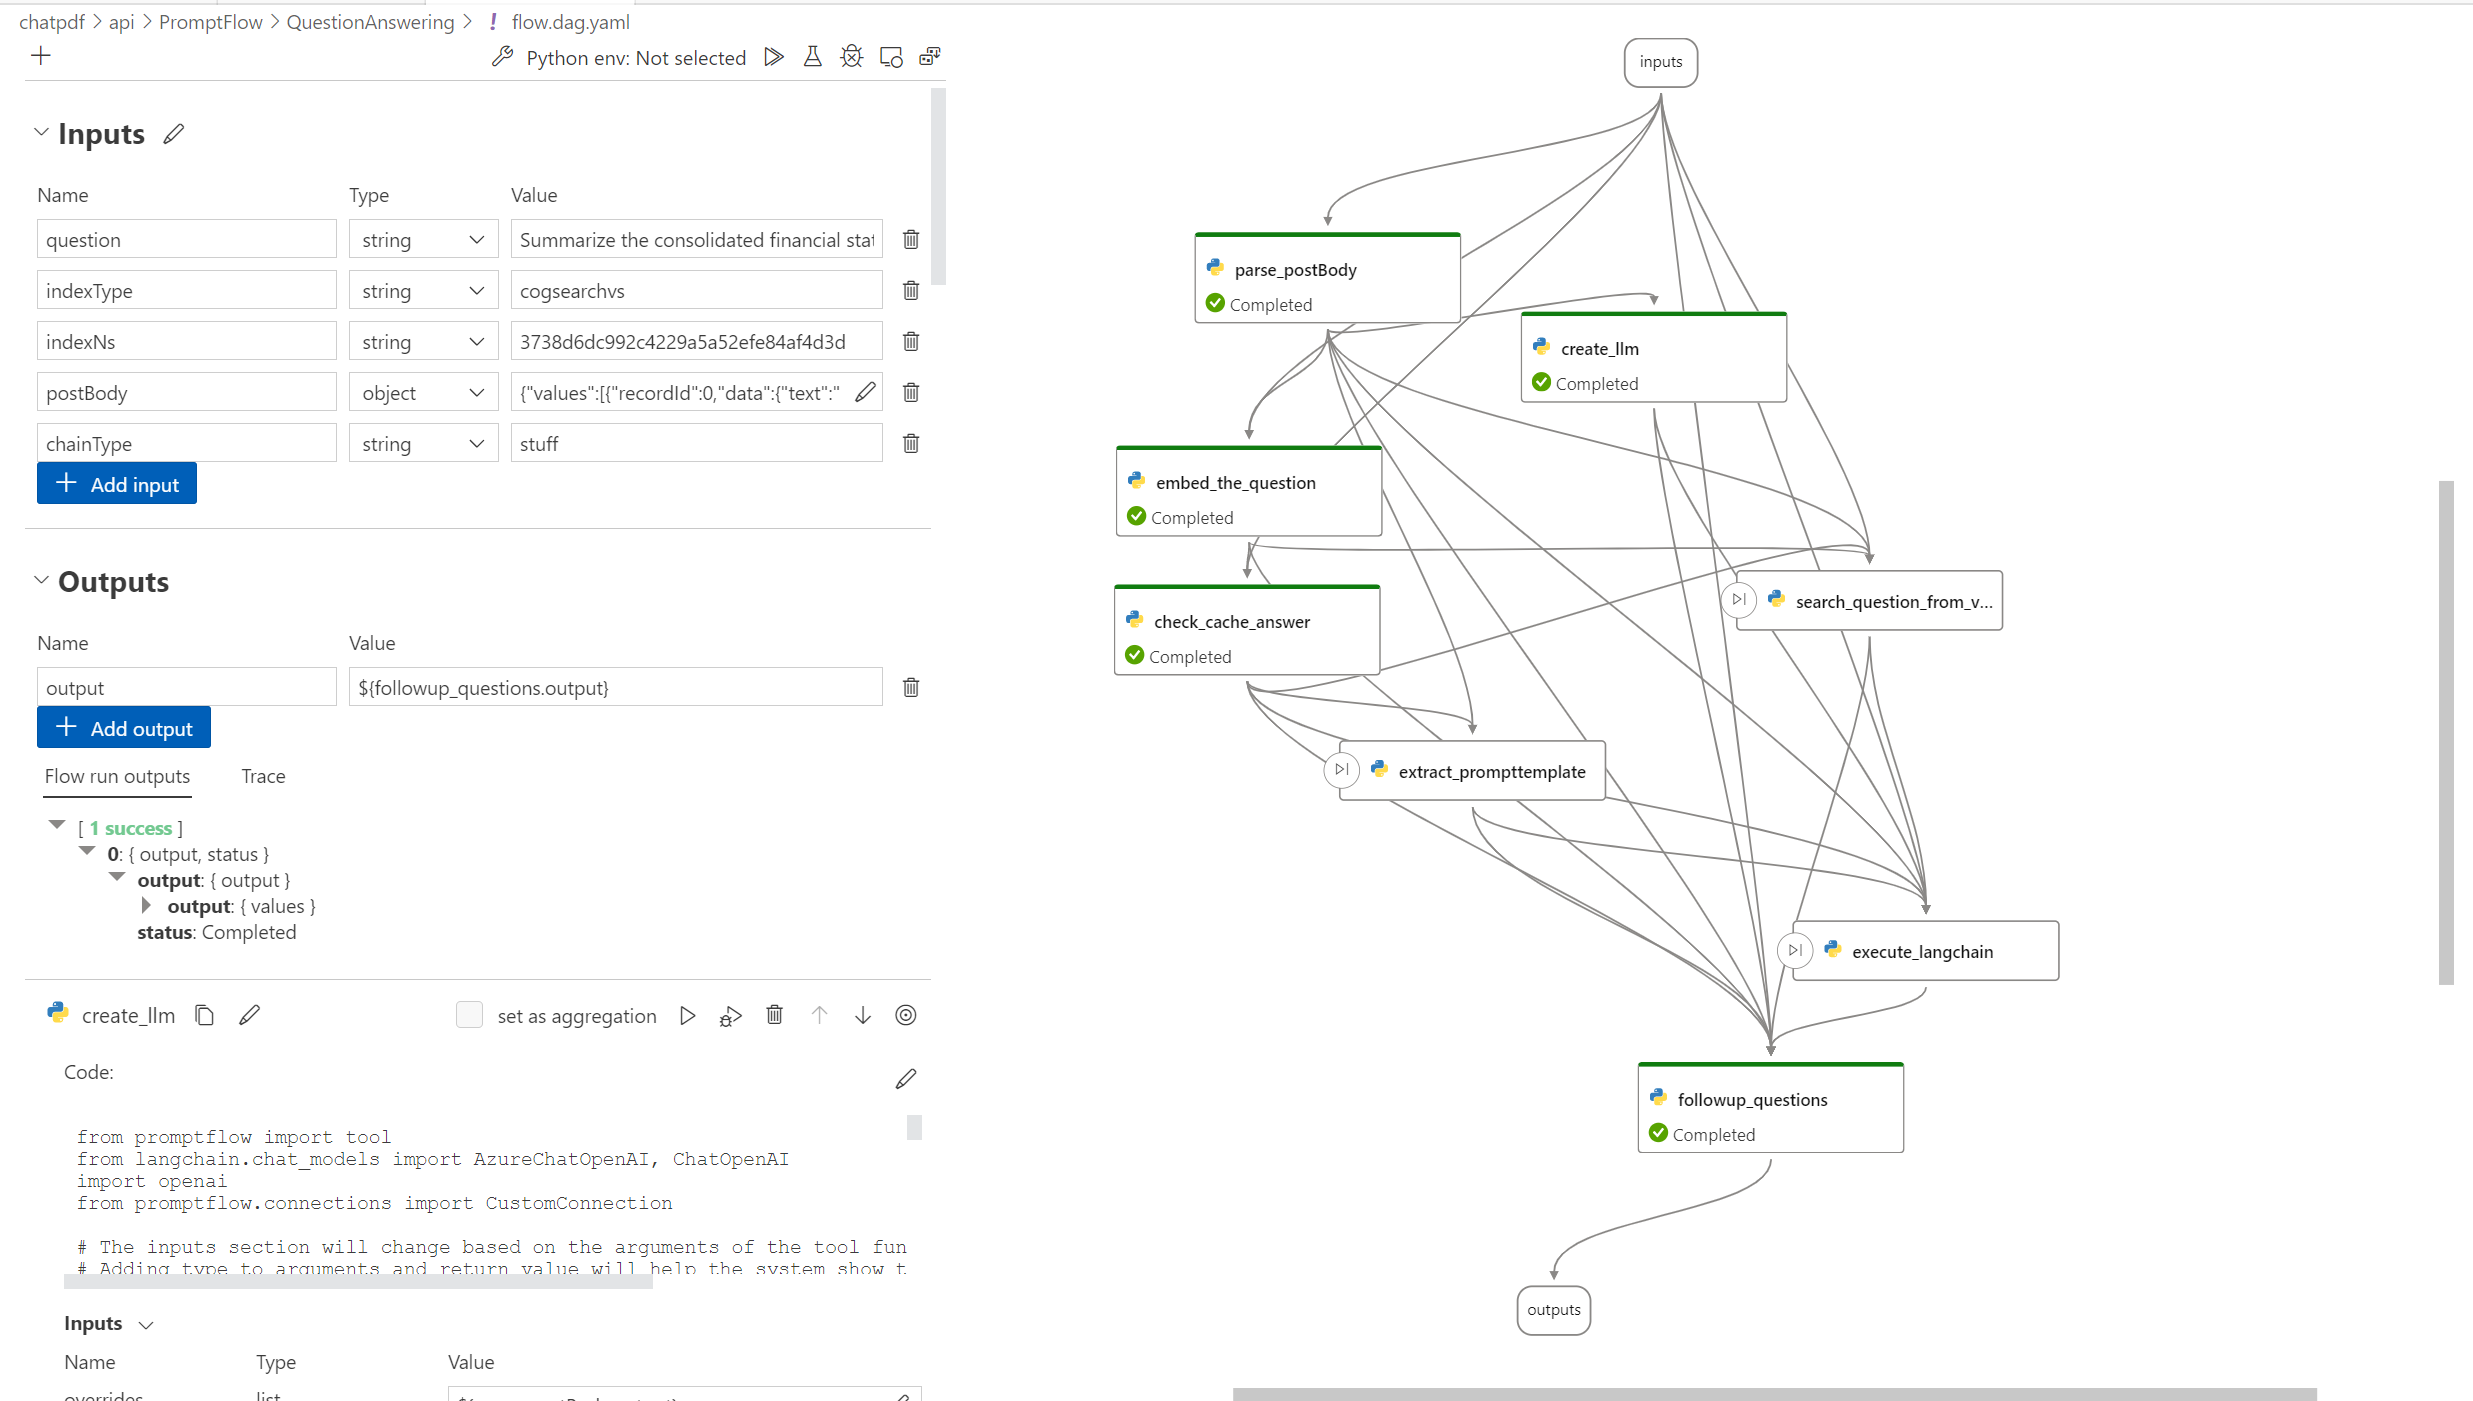 chatpdf > api > PromptFlow > QuestionAnswering > ! flow.dag.yaml
Python env: Not selected
Inputs
Name Type Value
question string Summarize the consolidated financial stat
indexType string cogsearchvs
indexNs string 3738d6dc992c4229a5a52efe84af4d3d
postBody object {"values":[{"recordId":0,"data":{"text":"
chainType string stuff
+ Add input
Outputs
Name Value
output ${followup_questions.output}
+ Add output
Flow run outputs Trace
[ 1 success ]
0: { output, status }
output: { output }
output: { values }
status: Completed
create_llm set as aggregation
Code:
from promptflow import tool
from langchain.chat_models import AzureChatOpenAI, ChatOpenAI
import openai
from promptflow.connections import CustomConnection
# The inputs section will change based on the arguments of the tool fun
# Adding type to arguments and return value will help the system show t
Inputs
Name Type Value
overrides list
inputs
parse_postBody
Completed
create_llm
Completed
embed_the_question
Completed
check_cache_answer
Completed
search_question_from_v...
extract_prompttemplate
execute_langchain
followup_questions
Completed
outputs